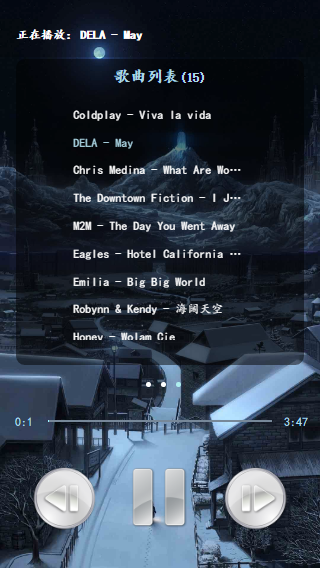 正在播放: DELA - May
歌曲列表(15)
Coldplay - Viva la vida
DELA - May
Chris Medina - What Are Wo…
The Downtown Fiction - I J…
M2M - The Day You Went Away
Eagles - Hotel California …
Emilia - Big Big World
Robynn & Kendy - 海阔天空
Honey - Wolam Cie
0:1
3:47